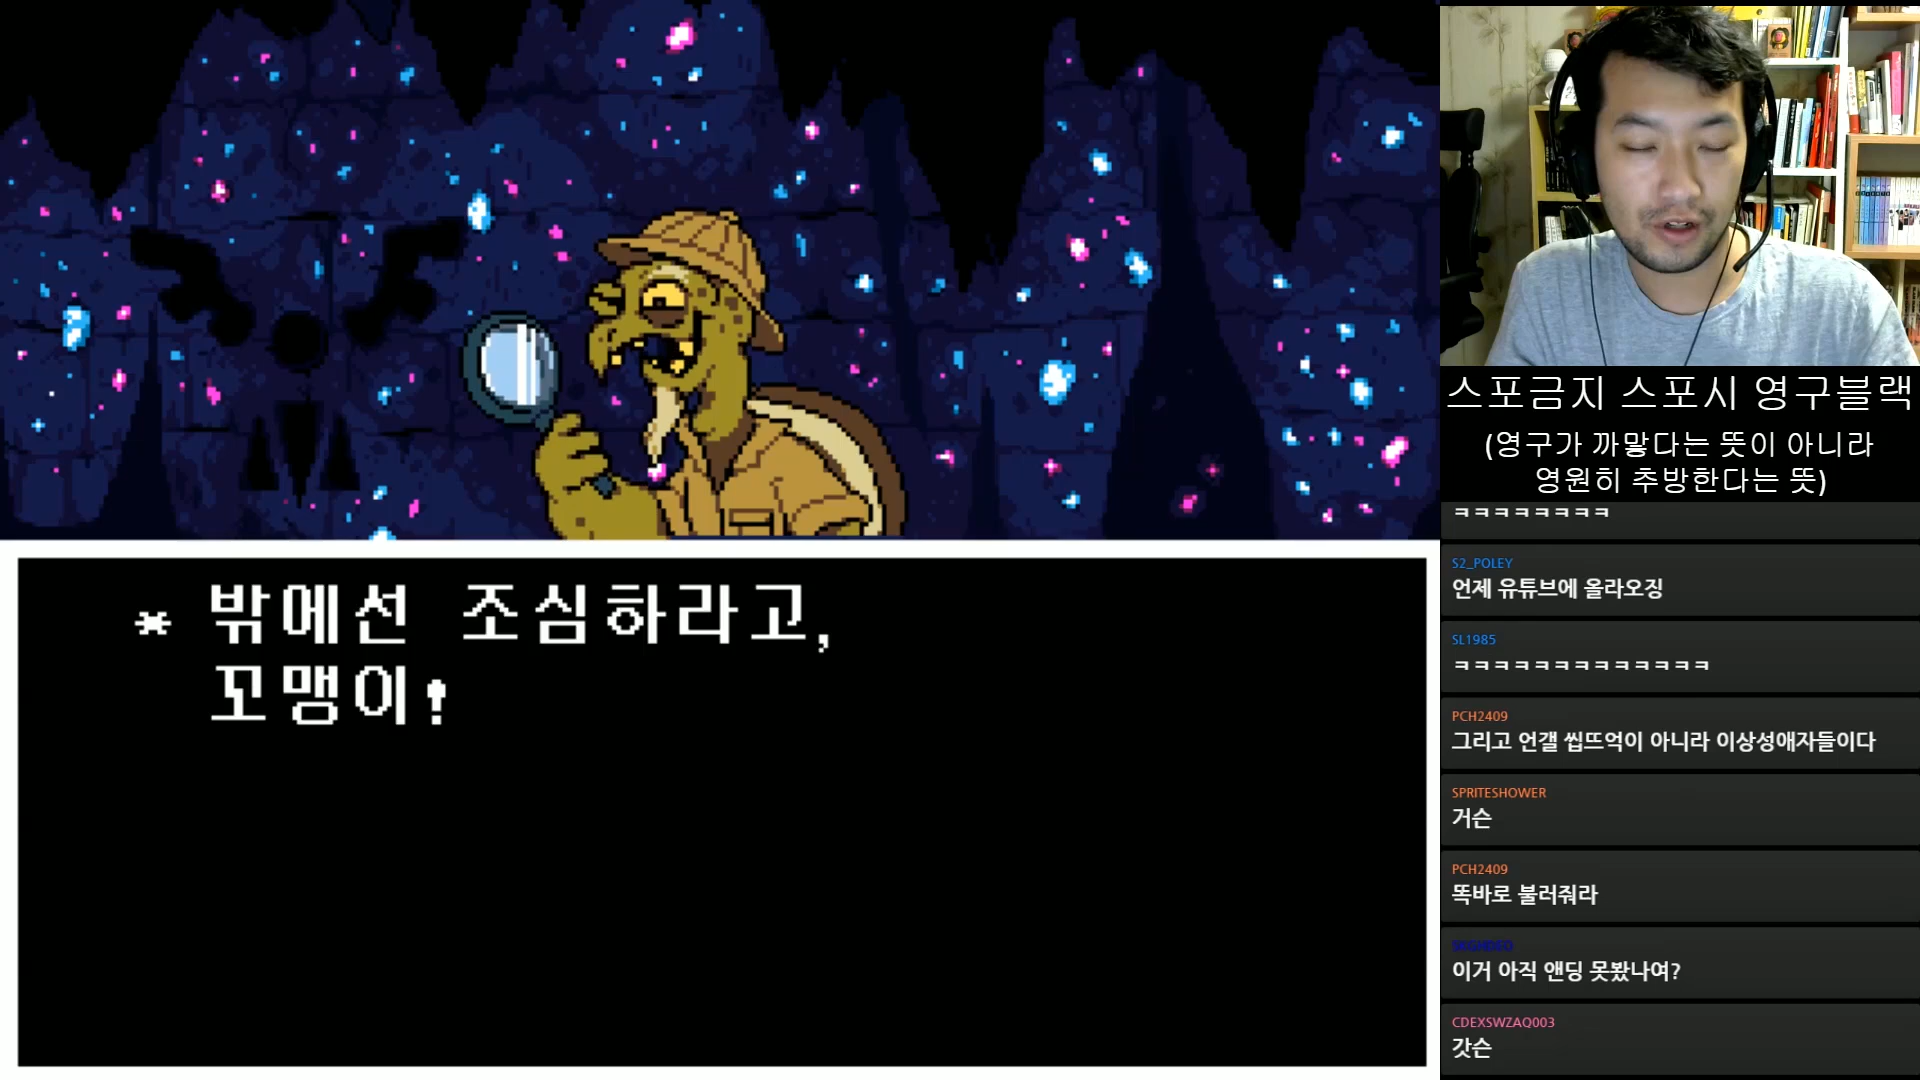 * 밖에선 조심하라고,
꼬맹이!
스포금지 스포시 영구블랙
(영구가 까맣다는 뜻이 아니라
영원히 추방한다는 뜻)
ㅋㅋㅋㅋㅋㅋㅋㅋ
S2_POLEY
언제 유튜브에 올라오징
SL1985
ㅋㅋㅋㅋㅋㅋㅋㅋㅋㅋㅋㅋㅋ
PCH2409
그리고 언갤 씹뜨억이 아니라 이상성애자들이다
SPRITESHOWER
거슨
PCH2409
똑바로 불러줘라
이거 아직 앤딩 못봤나여?
CDEXSWZAQ003
갓슨